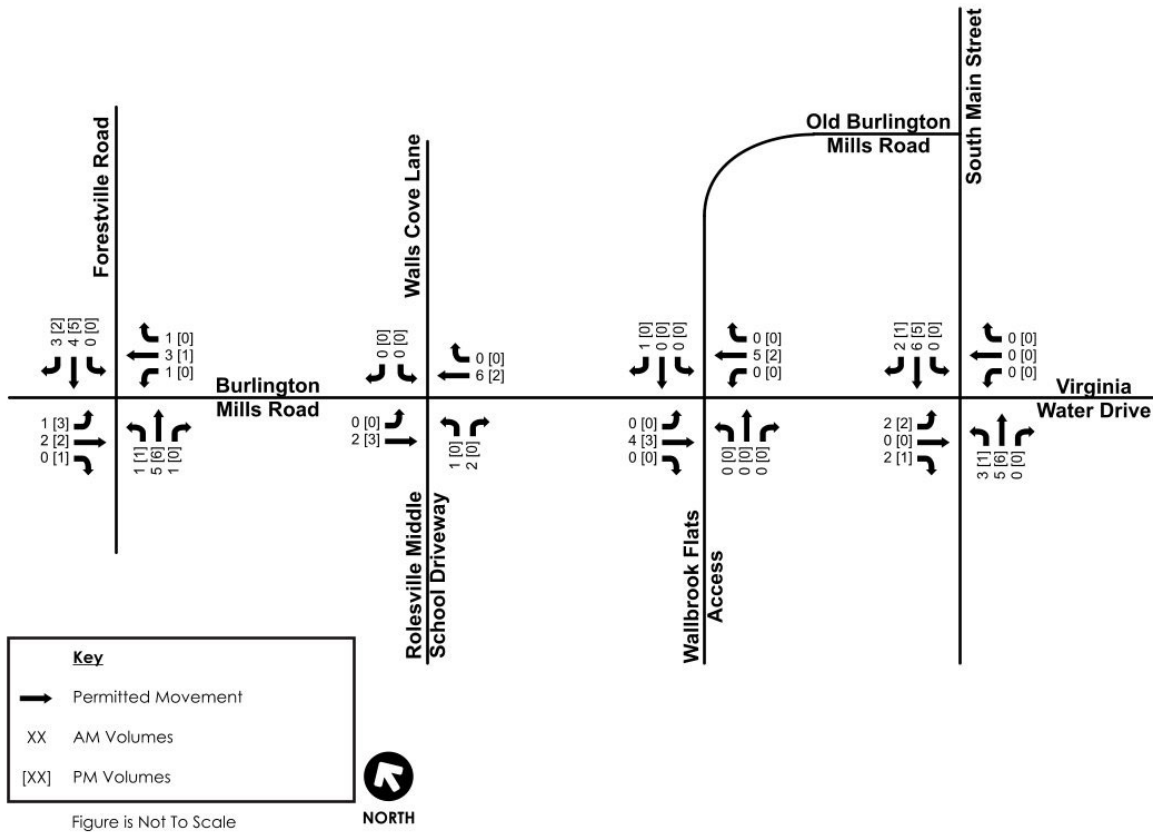 South Main Street
Old Burlington
Mills Road
Forestville Road
Walls Cove Lane
3 [2]
4 [5]
0 [0]
1 [0]
3 [1]
1 [0]
0 [0]
0 [0]
0 [0]
6 [2]
1 [0]
0 [0]
0 [0]
0 [0]
5 [2]
0 [0]
2 [1]
6 [5]
0 [0]
0 [0]
0 [0]
0 [0]
Burlington
Mills Road
Virginia
Water Drive
1 [3]
2 [2]
0 [1]
1 [1]
5 [6]
1 [0]
0 [0]
2 [3]
1 [0]
2 [0]
0 [0]
4 [3]
0 [0]
0 [0]
0 [0]
0 [0]
2 [2]
0 [0]
2 [1]
3 [1]
5 [6]
0 [0]
Rolesville Middle
School Driveway
Wallbrook Flats
Access
Key
Permitted Movement
XX AM Volumes
[XX] PM Volumes
Figure is Not To Scale
NORTH